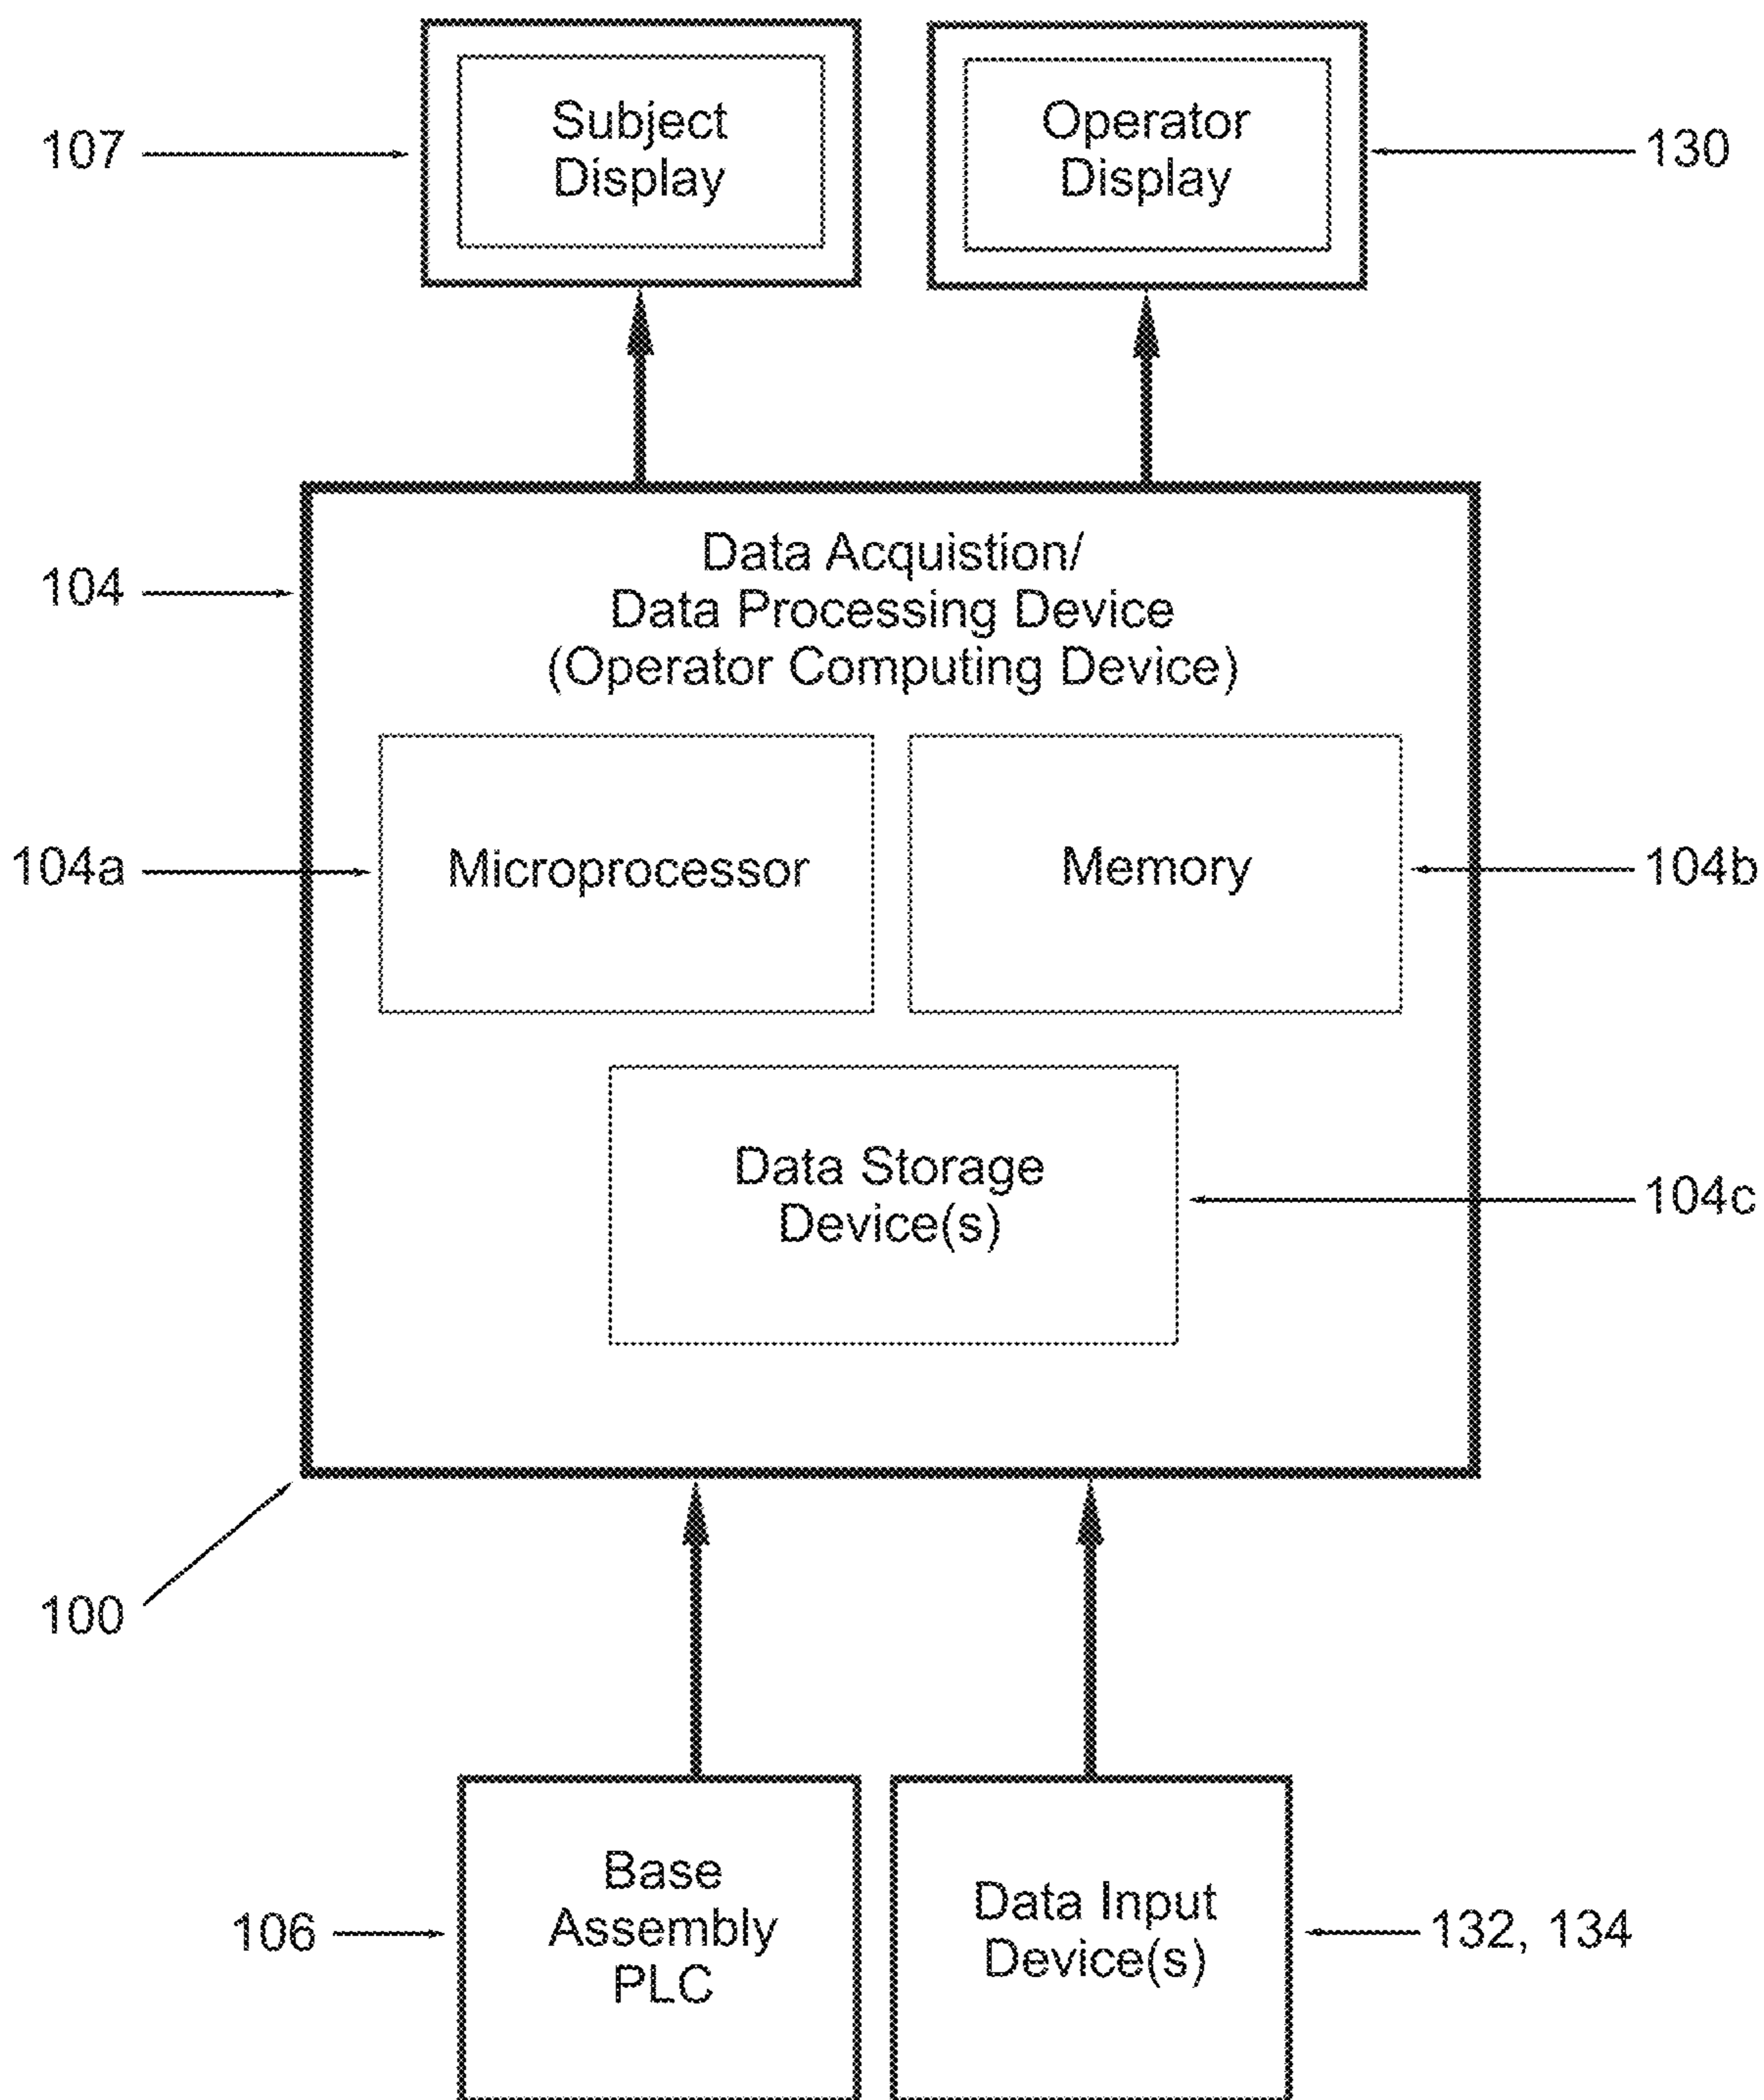 107
Subject
Display
Operator
Display
130
104
Data Acquistion/
Data Processing Device
(Operator Computing Device)
104a
Microprocessor
Memory
104b
Data Storage
Device(s)
104c
100
106
Base
Assembly
PLC
Data Input
Device(s)
132, 134